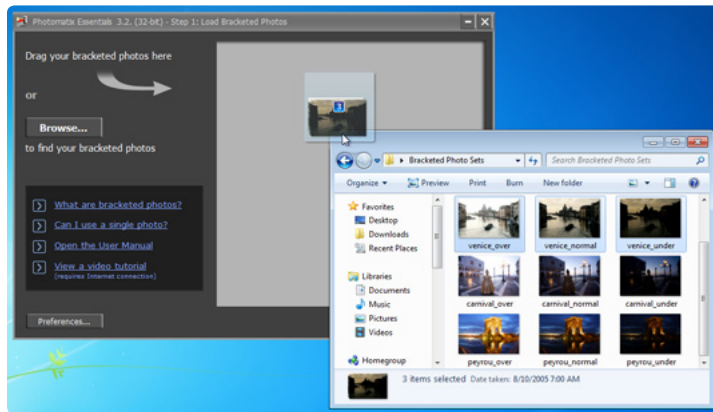 Photomatix Essentials 3.2. (32-bit) - Step 1: Load Bracketed Photos
Drag your bracketed photos here
or
Browse...
to find your bracketed photos
What are bracketed photos?
Can I use a single photo?
Open the User Manual
View a video tutorial
(requires Internet connection)
Preferences...
3
Bracketed Photo Sets
Search Bracketed Photo Sets
Organize
Preview
Print
Burn
New folder
Favorites
Desktop
Downloads
Recent Places
Libraries
Documents
Music
Pictures
Videos
Homegroup
venice_over
venice_normal
venice_under
carnival_over
carnival_normal
carnival_under
peyrou_over
peyrou_normal
peyrou_under
3 items selected Date taken: 8/10/2005 7:00 AM